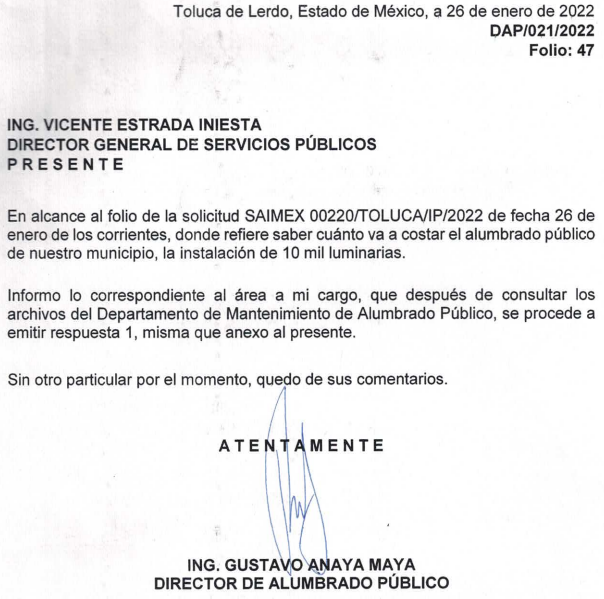 Toluca de Lerdo, Estado de México, a 26 de enero de 2022
DAP/021/2022
Folio: 47
ING. VICENTE ESTRADA INIESTA
DIRECTOR GENERAL DE SERVICIOS PÚBLICOS
P R E S E N T E
En alcance al folio de la solicitud SAIMEX 00220/TOLUCA/IP/2022 de fecha 26 de
enero de los corrientes, donde refiere saber cuánto va a costar el alumbrado público
de nuestro municipio, la instalación de 10 mil luminarias.
Informo lo correspondiente al área a mi cargo, que después de consultar los
archivos del Departamento de Mantenimiento de Alumbrado Público, se procede a
emitir respuesta 1, misma que anexo al presente.
Sin otro particular por el momento, quedo de sus comentarios.
A T E N T A M E N T E
ING. GUSTAVO ANAYA MAYA
DIRECTOR DE ALUMBRADO PÚBLICO